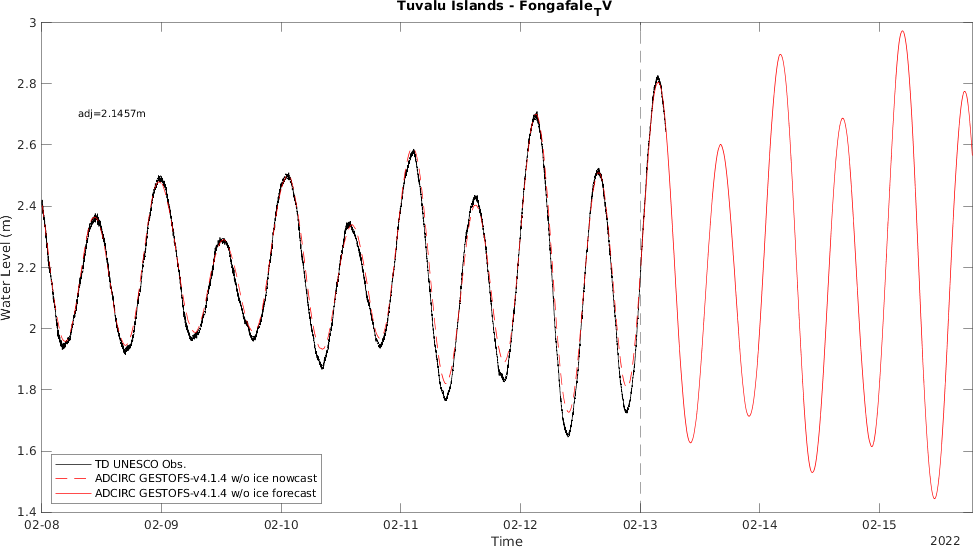 Tuvalu Islands - Fongafale_TV
3
2.8
2.6
2.4
2.2
2
1.8
1.6
1.4
Water Level (m)
adj=2.1457m
TD UNESCO Obs.
ADCIRC GESTOFS-v4.1.4 w/o ice nowcast
ADCIRC GESTOFS-v4.1.4 w/o ice forecast
02-08 02-09 02-10 02-11 02-12 02-13 02-14 02-15
Time
2022